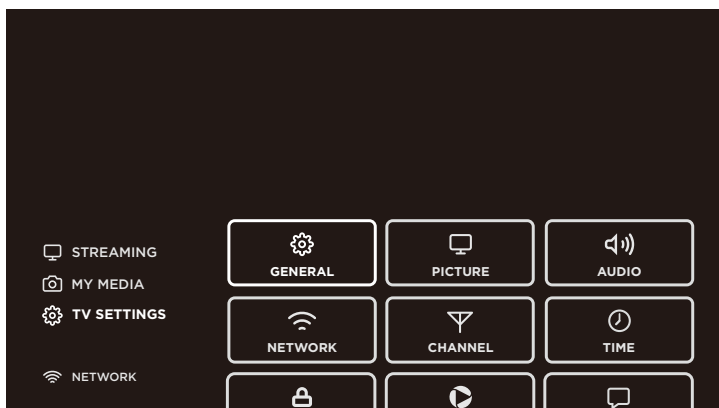 STREAMING
MY MEDIA
TV SETTINGS
NETWORK
GENERAL
PICTURE
AUDIO
NETWORK
CHANNEL
TIME